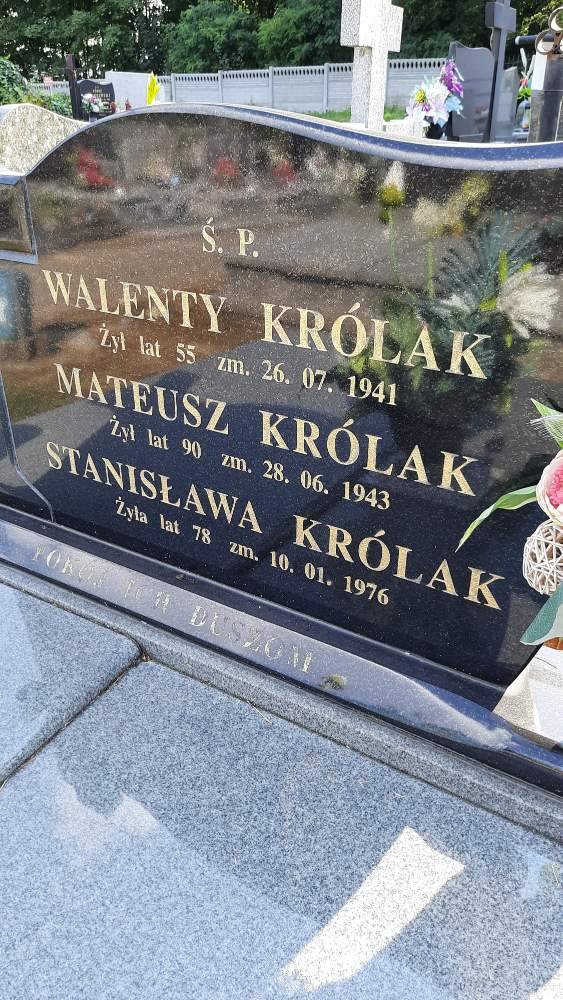 Ś. P.
WALENTY KRÓLAK
Żył lat 55 zm. 26. 07. 1941
MATEUSZ KRÓLAK
Żył lat 90 zm. 28. 06. 1943
STANISŁAWA KRÓLAK
Żyła lat 78 zm. 10. 01. 1976
POKÓJ ICH DUSZOM